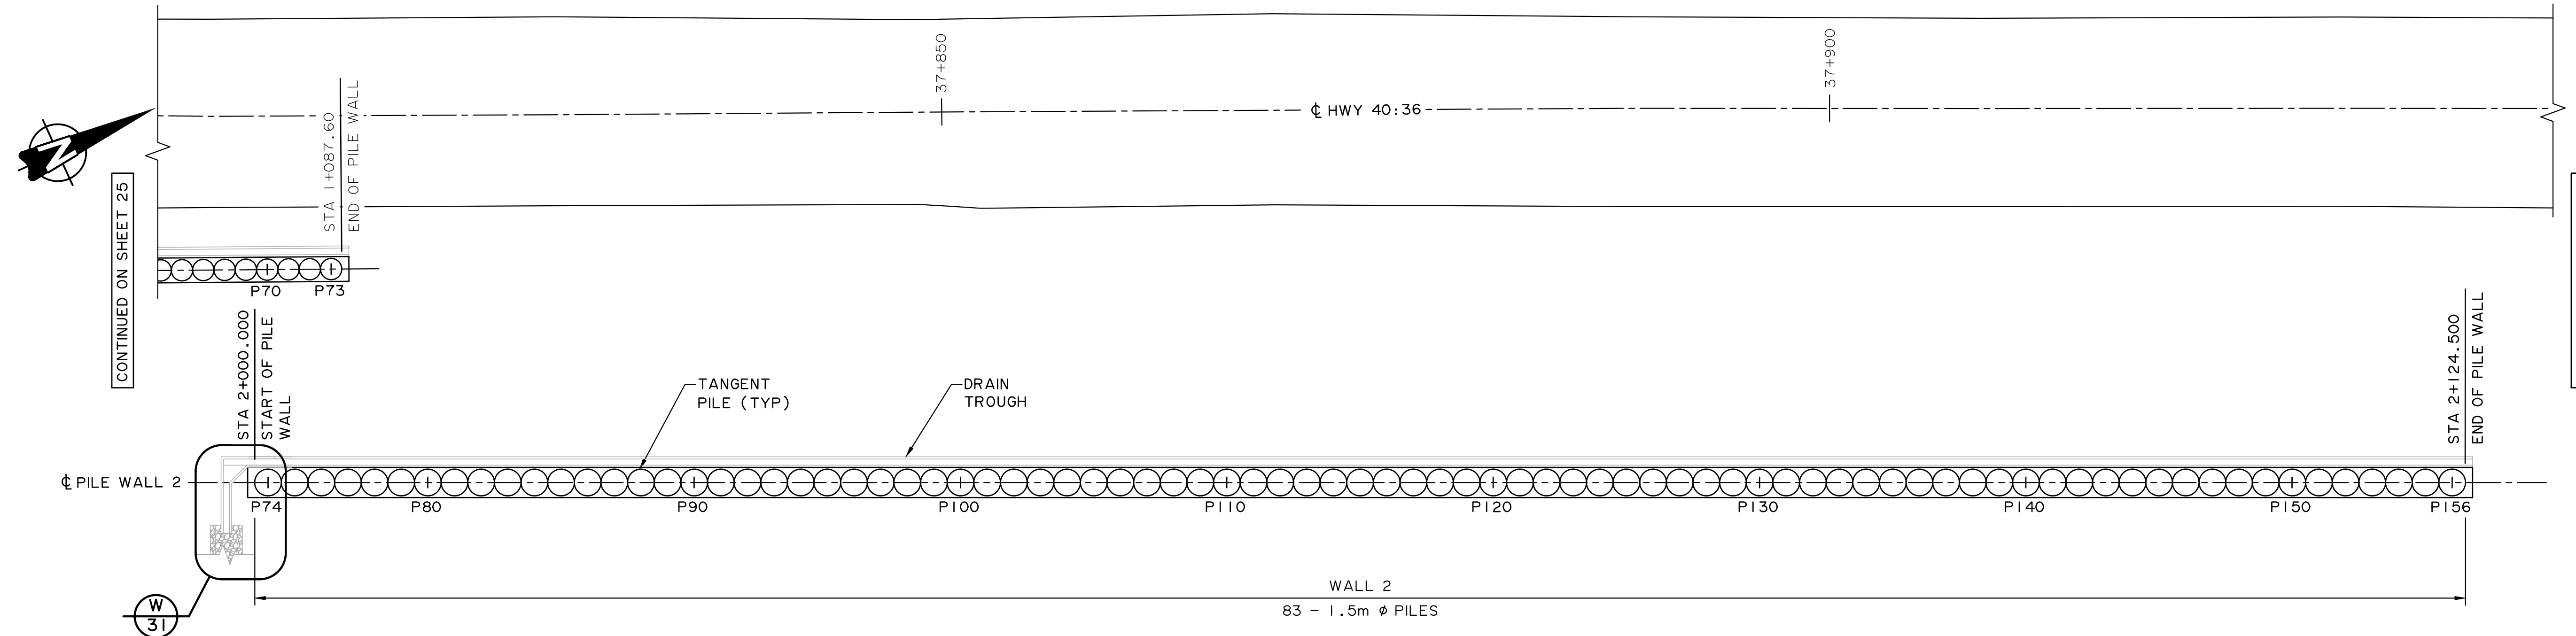 37+850
37+900
℄ HWY 40:36
N
STA 1+087.60
END OF PILE WALL
CONTINUED ON SHEET 25
P70
P73
STA 2+000.000
START OF PILE
WALL
TANGENT
PILE (TYP)
DRAIN
TROUGH
STA 2+124.500
END OF PILE WALL
℄ PILE WALL 2
P74
P80
P90
P100
P110
P120
P130
P140
P150
P156
WALL 2
83 - 1.5m ø PILES
W
31